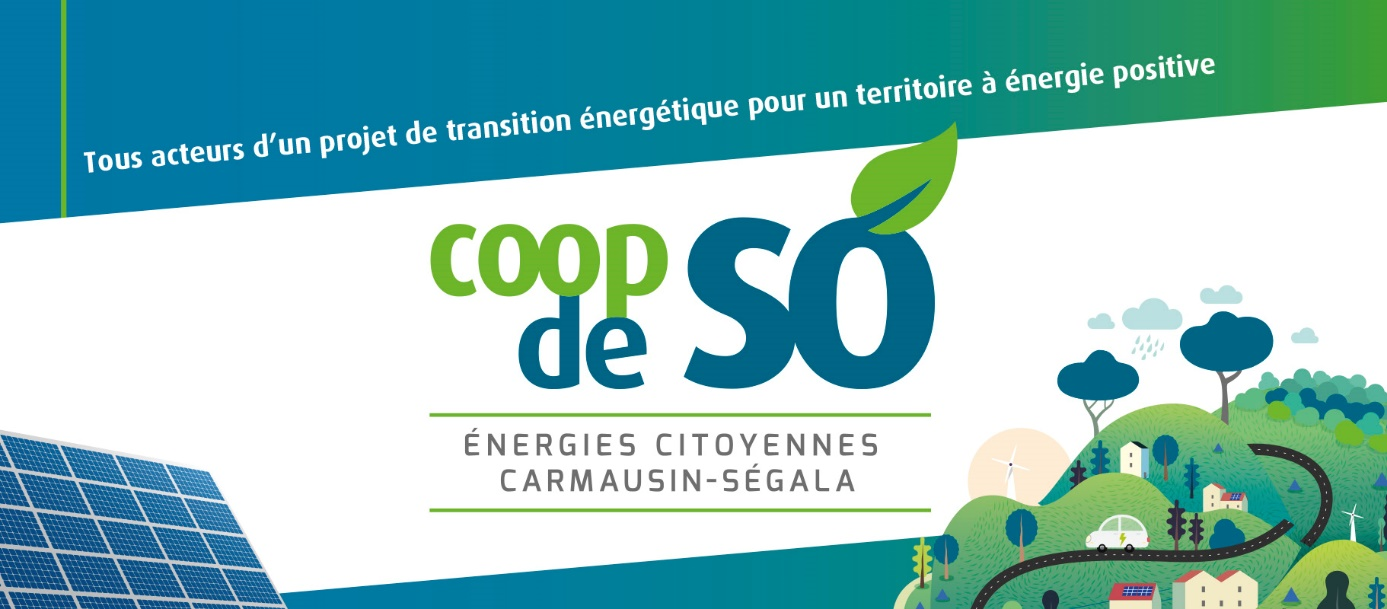 Tous acteurs d’un projet de transition énergétique pour un territoire à énergie positive
coop
de SO
ÉNERGIES CITOYENNES
CARMAUSIN-SÉGALA